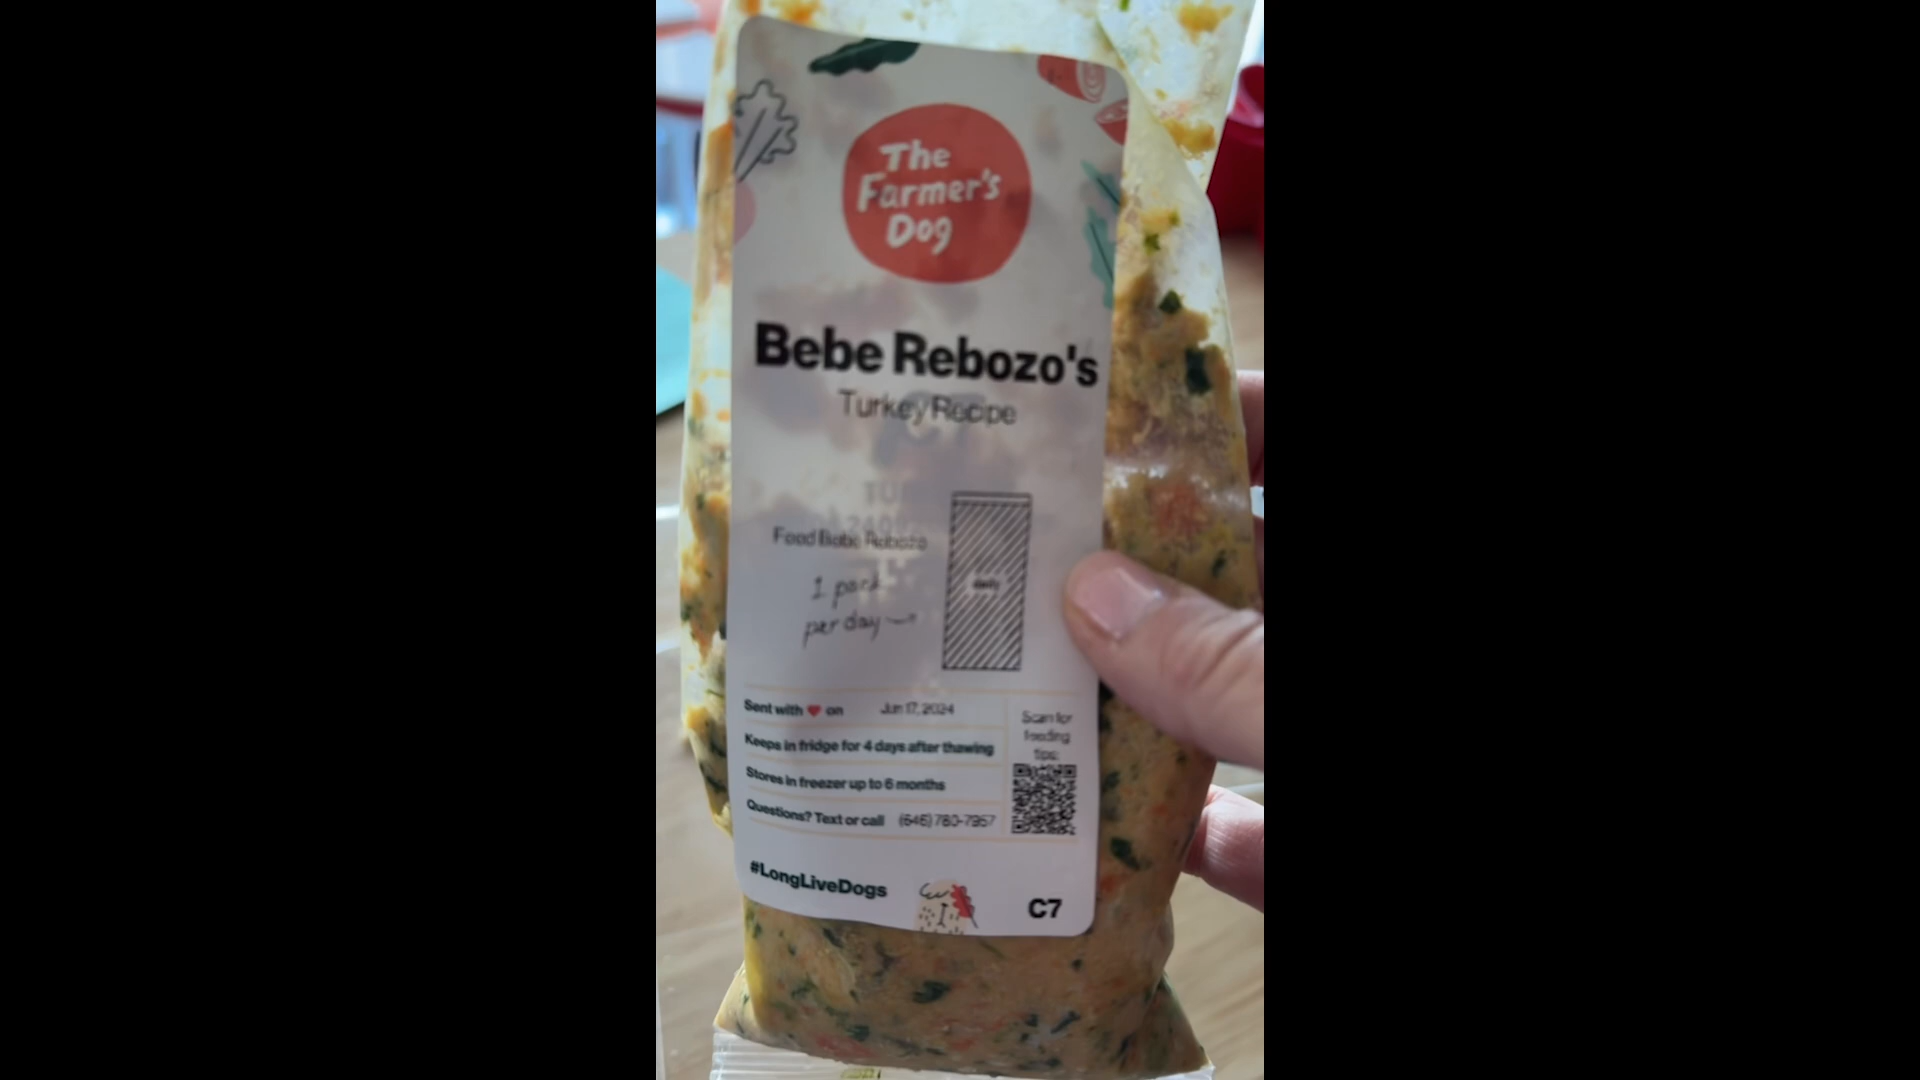 The
Farmer's
Dog
Bebe Rebozo's
Turkey Recipe
Feed Bebe Rebozo
1 pack
per day
daily
Sent with ❤ on Jun 17, 2024
Keeps in fridge for 4 days after thawing
Stores in freezer up to 6 months
Questions? Text or call (646) 780-7957
Scan for
feeding
tips:
#LongLiveDogs
C7